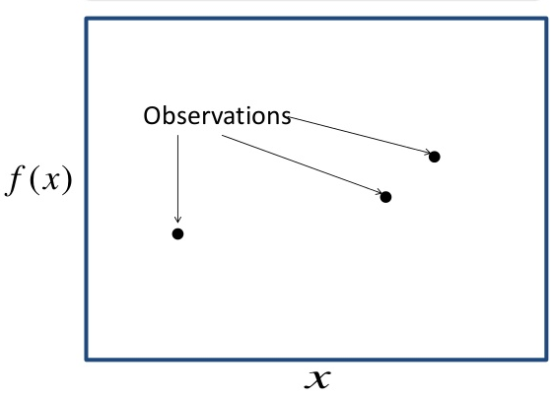 Observations
f(x)
x